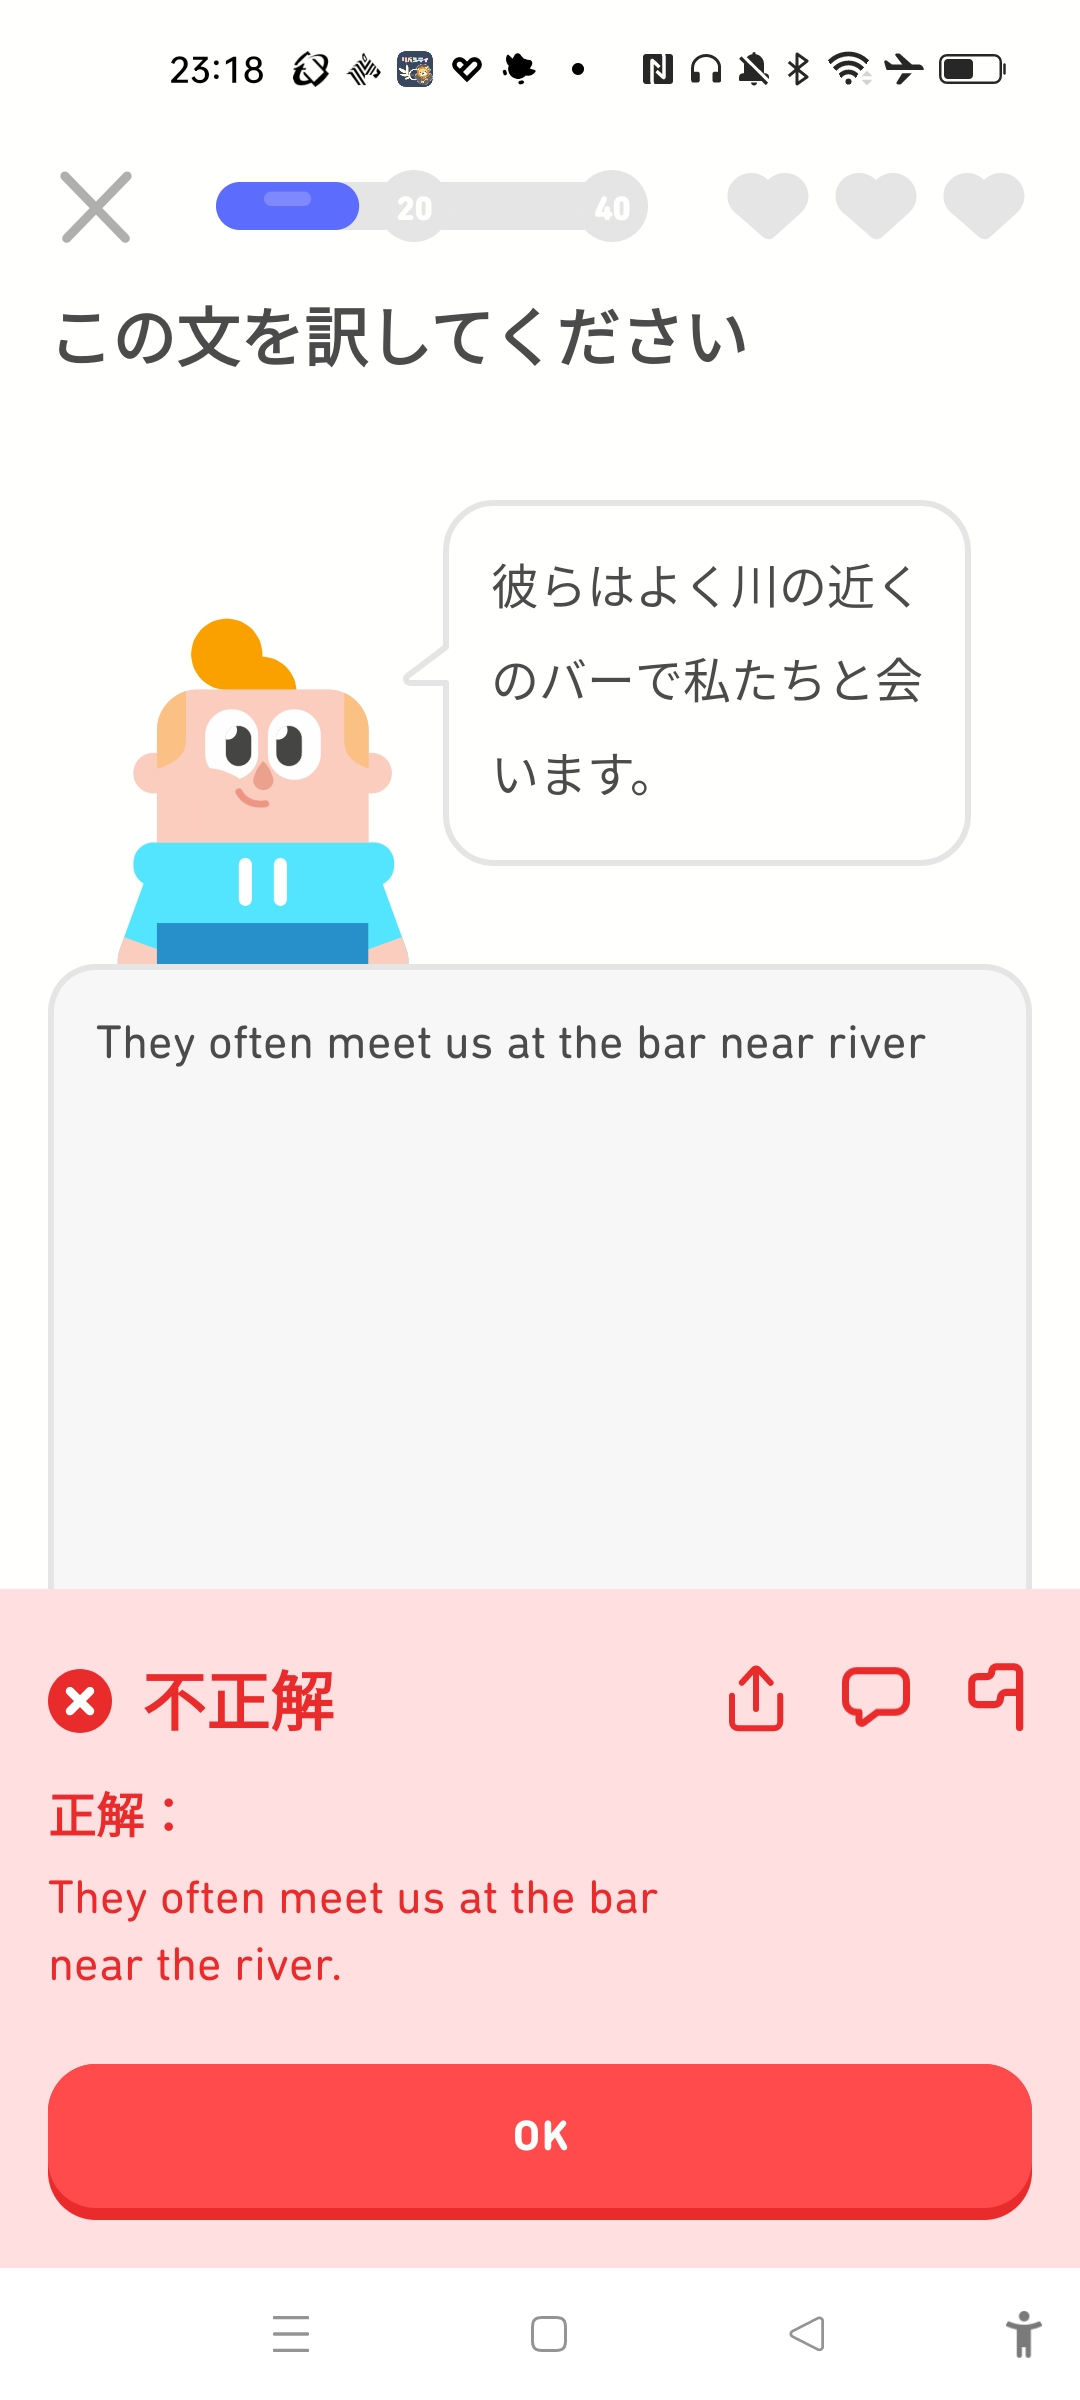 23:18
20
40
この文を訳してください
彼らはよく川の近く
のバーで私たちと会
います。
They often meet us at the bar near river
不正解
正解：
They often meet us at the bar
near the river.
OK